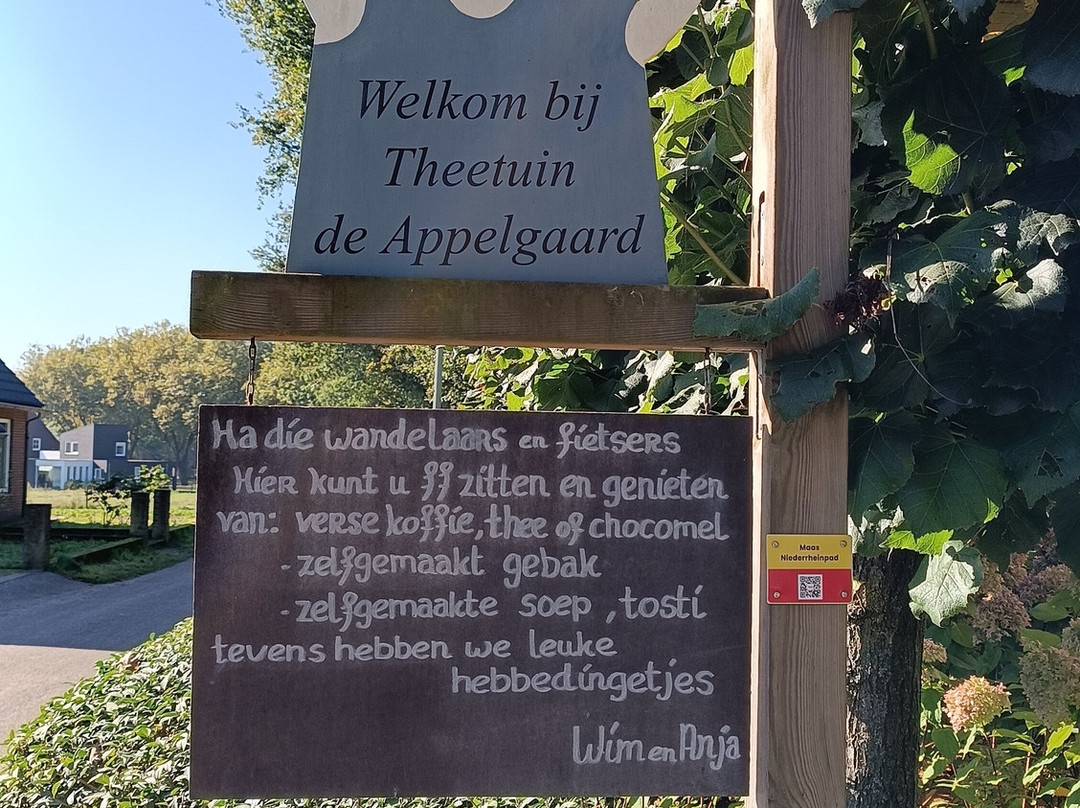 Welkom bij
Theetuin
de Appelgaard
Ha die wandelaars en fietsers
Hier kunt u ff zitten en genieten
van: verse koffie, thee of chocomel
- zelfgemaakt gebak
- zelfgemaakte soep, tosti
tevens hebben we leuke
hebbedingetjes
Wim en Anja
Maas
Niederrheinpad